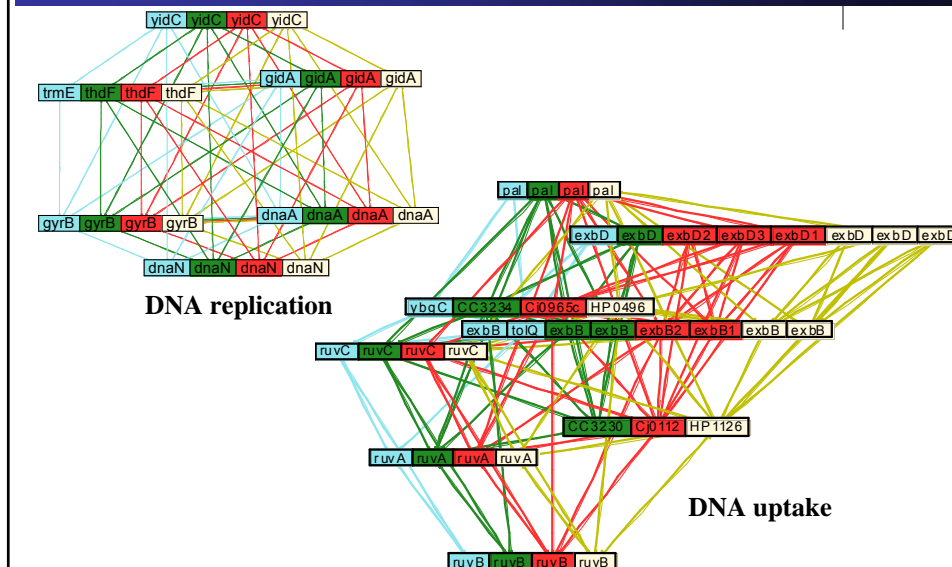 yidC yidC yidC yidC
gidA gidA gidA gidA
trmE thdF thdF thdF
dnaA dnaA dnaA dnaA
gyrB gyrB gyrB gyrB
dnaN dnaN dnaN dnaN
DNA replication
pal pal pal pal
exbD exbD exbD2 exbD3 exbD1 exbD exbD exbD
ybgC CC3234 Cj0965c HP0496
exbB tolQ exbB exbB exbB2 exbB1 exbB exbB
ruvC ruvC ruvC ruvC
CC3230 Cj0112 HP1126
ruvA ruvA ruvA ruvA
DNA uptake
ruvB ruvB ruvB ruvB